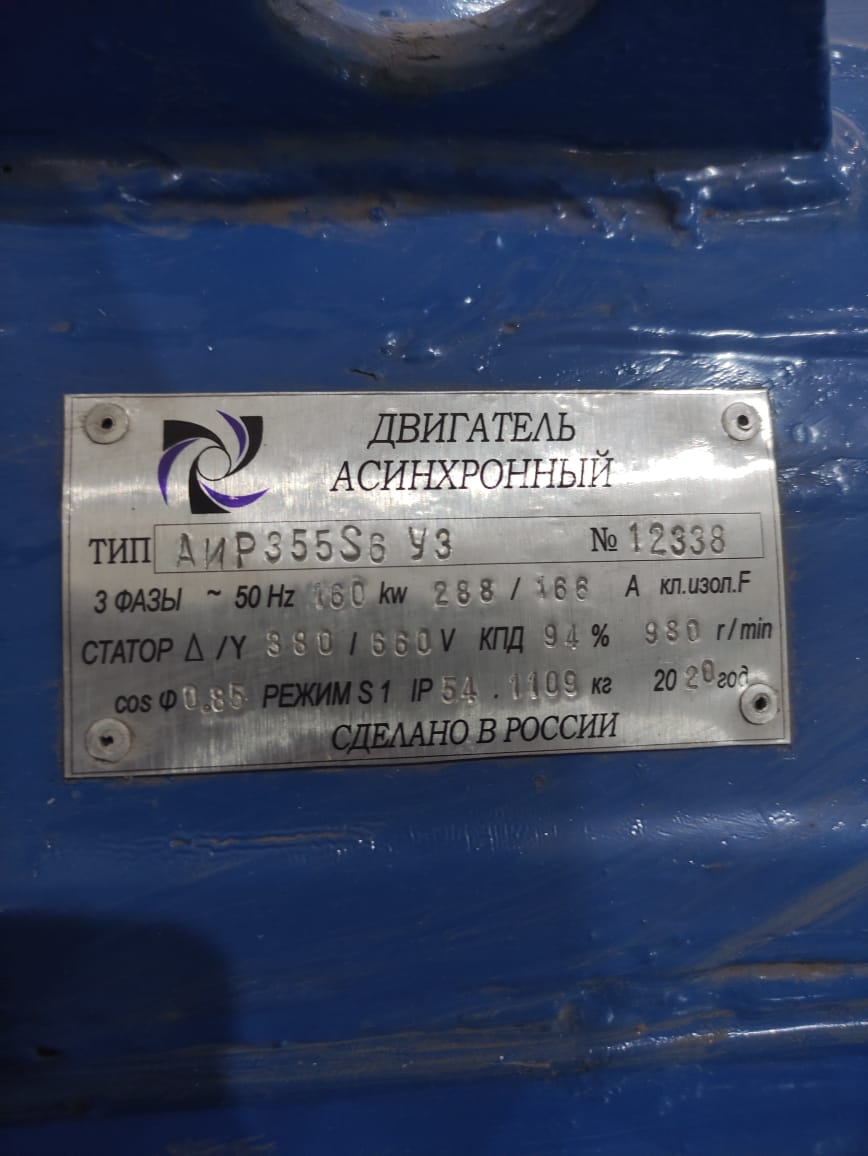 ДВИГАТЕЛЬ
АСИНХРОННЫЙ
ТИП АИР355S6 У3 № 12338
3 ФАЗЫ ~ 50 Hz 160 kw 288 / 166 А кл.изол.F
СТАТОР Δ /Y 380 / 660 V КПД 94 % 980 r/min
cos φ 0.85 РЕЖИМ S 1 IP 54 . 1109 кг 20 20 год
СДЕЛАНО В РОССИИ